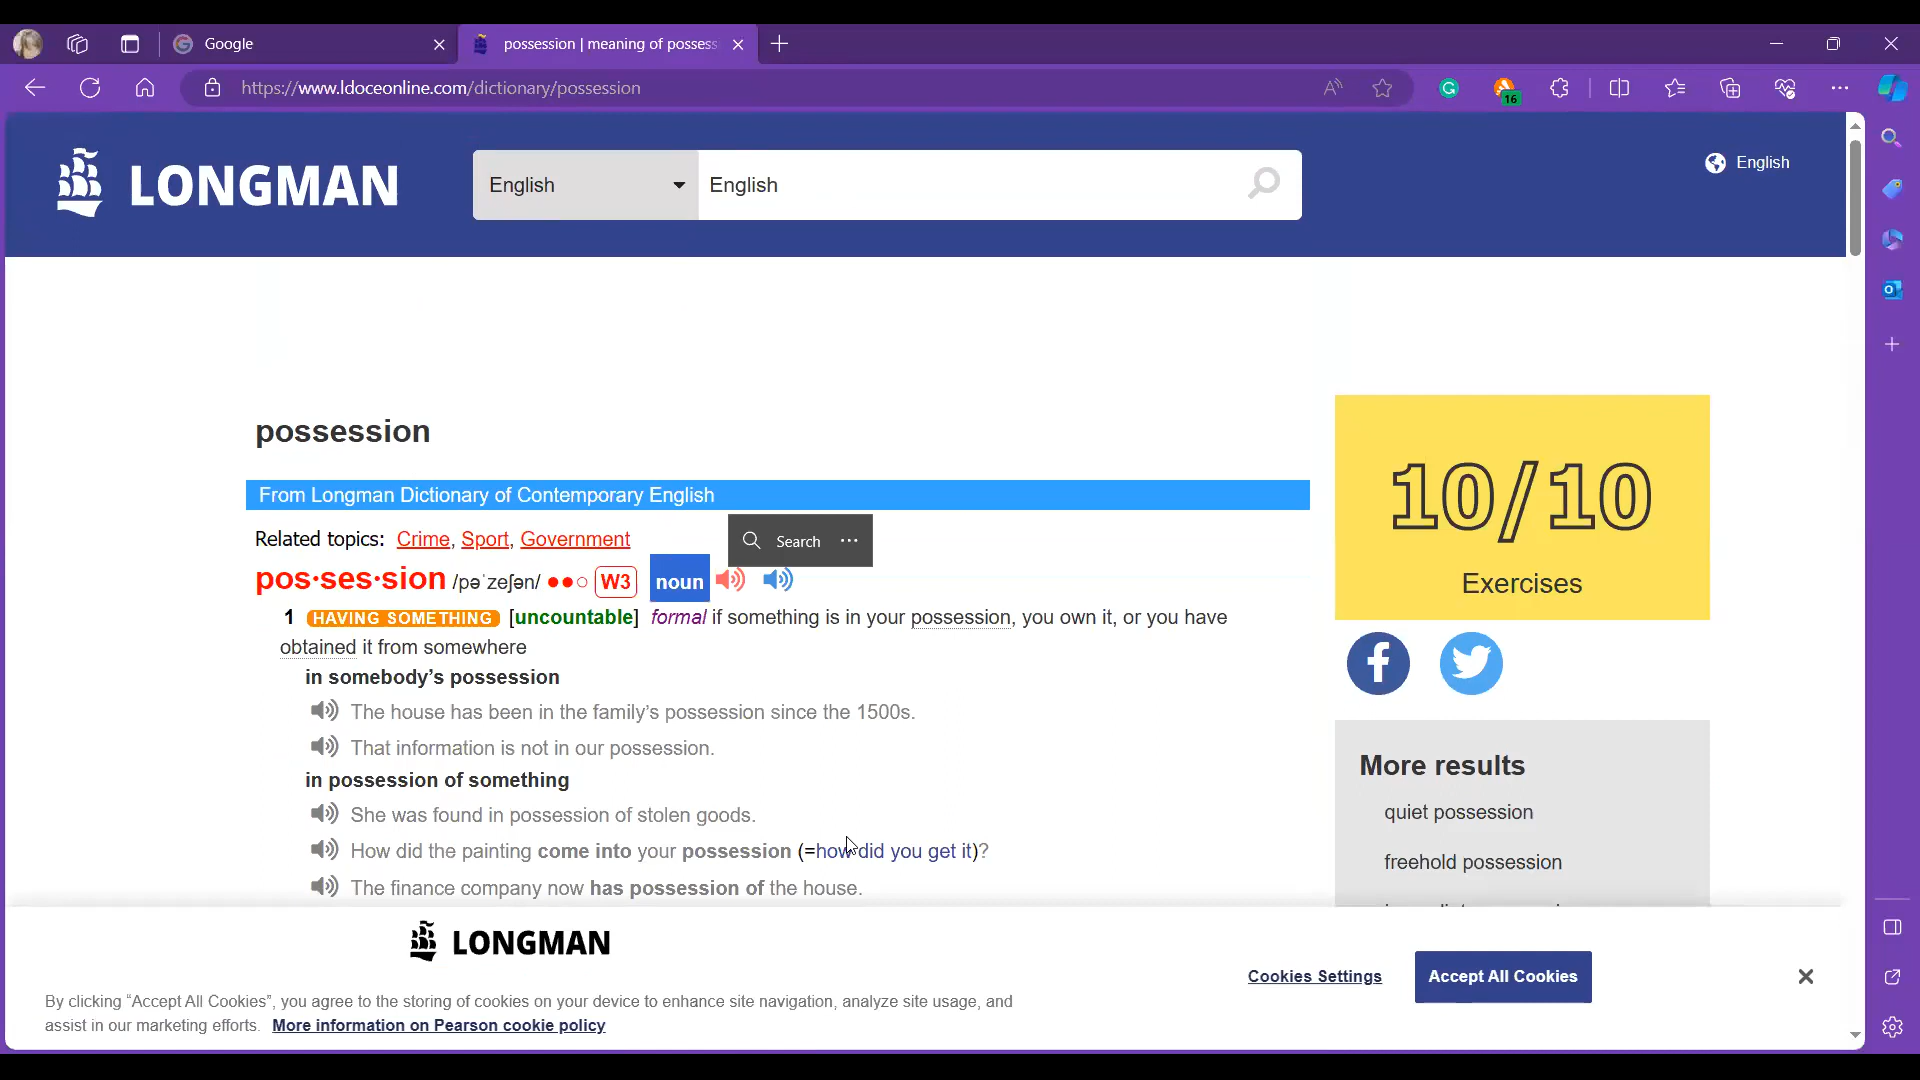 Google
possession | meaning of possess
https://www.ldoceonline.com/dictionary/possession
16
LONGMAN
English
English
English
possession
From Longman Dictionary of Contemporary English
Related topics: Crime, Sport, Government
Search
pos·ses·sion /pəˈzeʃən/ ●●○ W3 noun
1 HAVING SOMETHING [uncountable] formal if something is in your possession, you own it, or you have
obtained it from somewhere
in somebody’s possession
The house has been in the family’s possession since the 1500s.
That information is not in our possession.
in possession of something
She was found in possession of stolen goods.
How did the painting come into your possession (=how did you get it)?
The finance company now has possession of the house.
10/10
Exercises
More results
quiet possession
freehold possession
LONGMAN
By clicking “Accept All Cookies”, you agree to the storing of cookies on your device to enhance site navigation, analyze site usage, and
assist in our marketing efforts. More information on Pearson cookie policy
Cookies Settings
Accept All Cookies